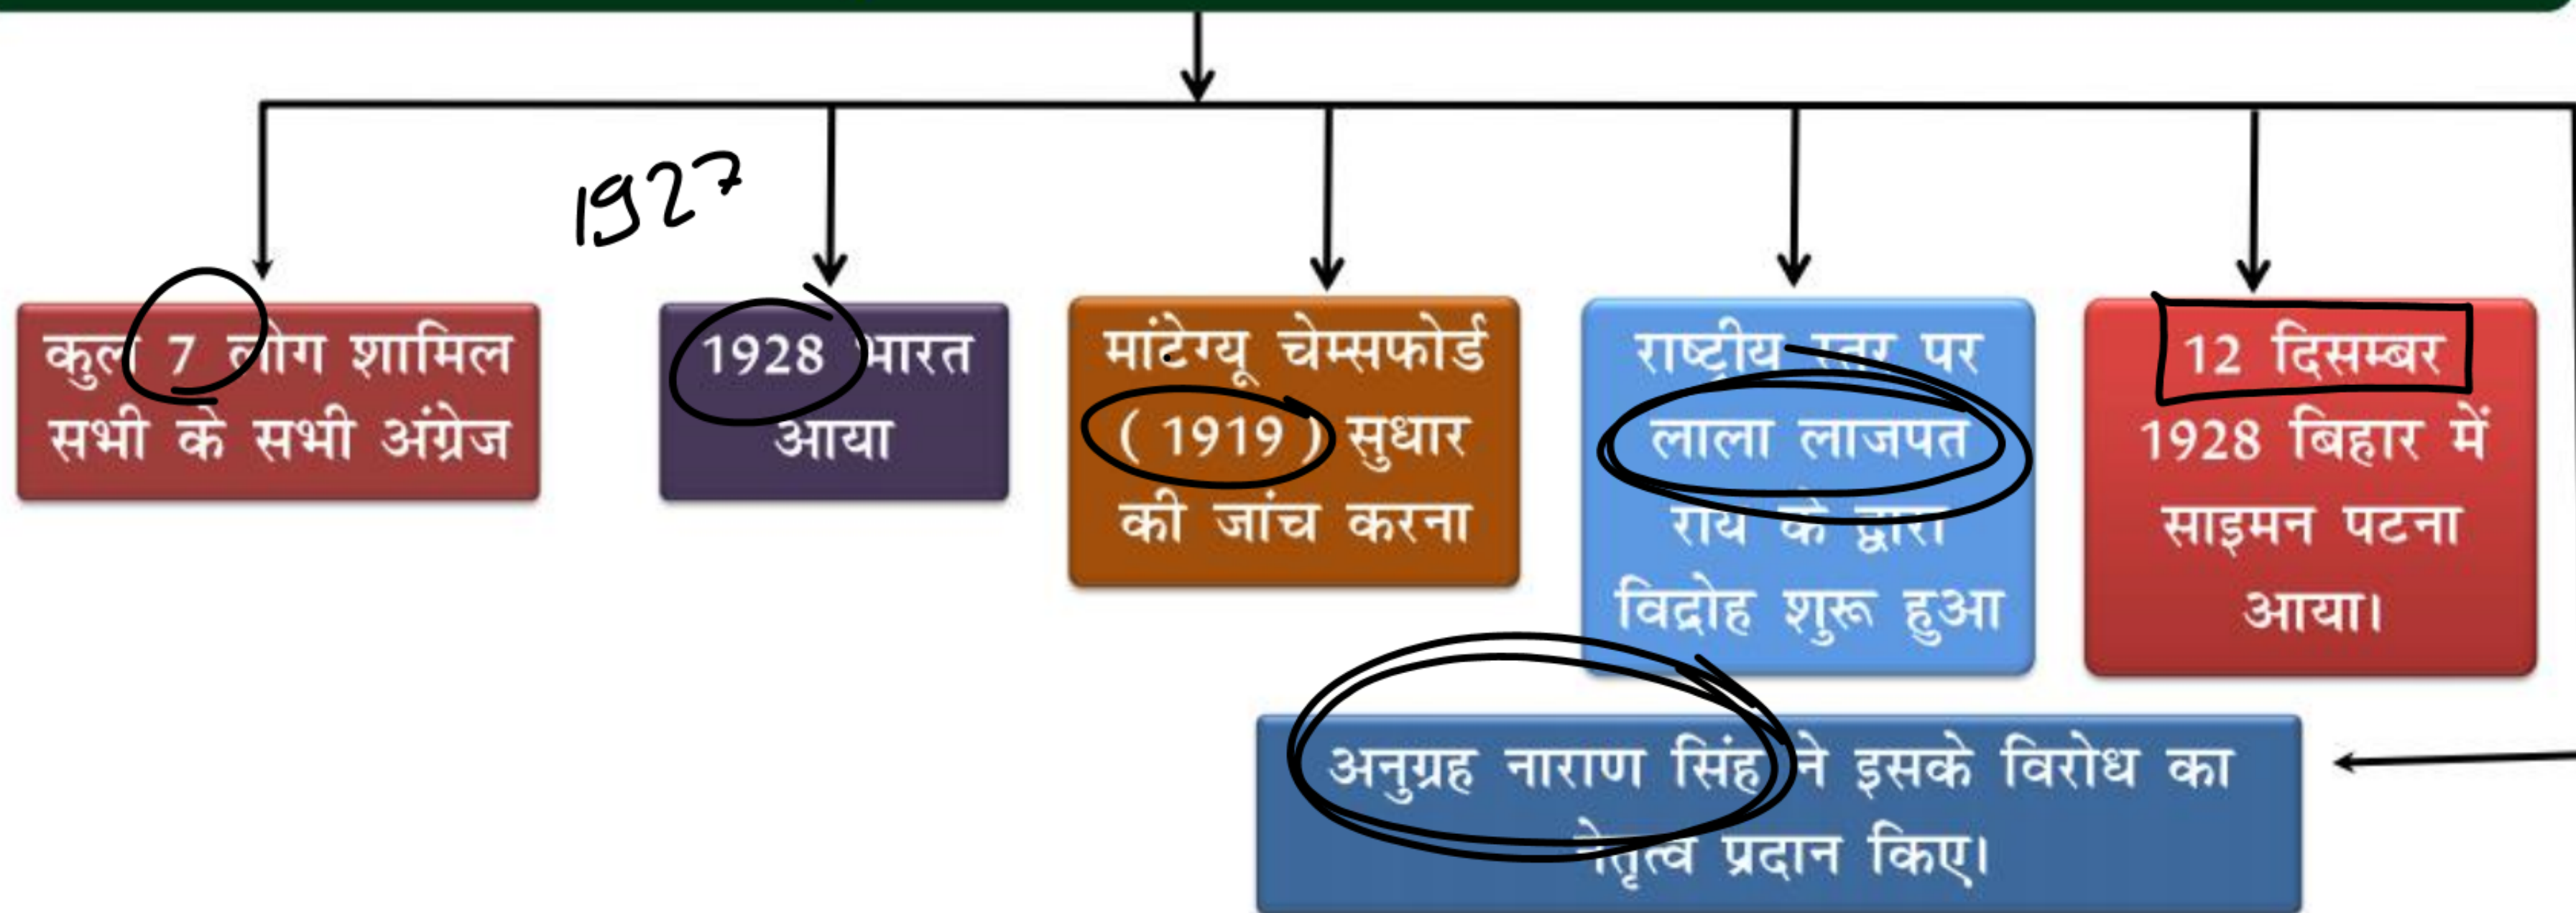 1927
कुल 7 लोग शामिल
सभी के सभी अंग्रेज
1928 भारत
आया
मांटेग्यू चेम्सफोर्ड
( 1919 ) सुधार
की जांच करना
राष्ट्रीय स्तर पर
लाला लाजपत
राय के द्वारा
विद्रोह शुरू हुआ
12 दिसम्बर
1928 बिहार में
साइमन पटना
आया।
अनुग्रह नाराण सिंह ने इसके विरोध का
नेतृत्व प्रदान किए।